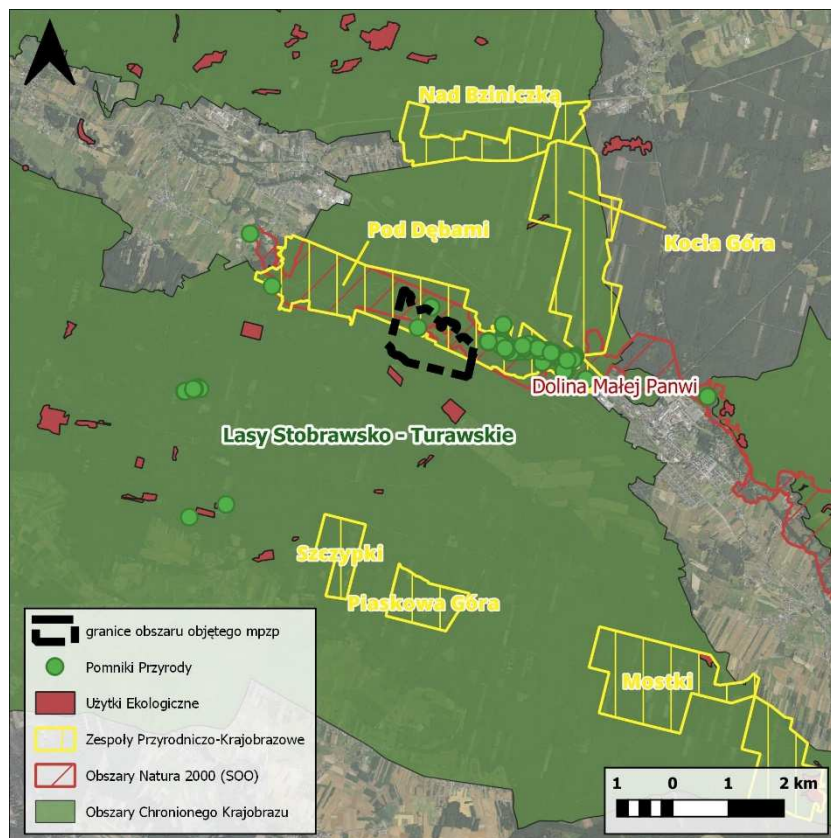 Nad Bziniczką
Pod Dębami
Kocia Góra
Dolina Małej Panwi
Lasy Stobrawsko - Turawskie
Szczypki
Piaskowa Góra
Mostki
granice obszaru objętego mpzp
Pomniki Przyrody
Użytki Ekologiczne
Zespoły Przyrodniczo-Krajobrazowe
Obszary Natura 2000 (SOO)
Obszary Chronionego Krajobrazu
1 0 1 2 km